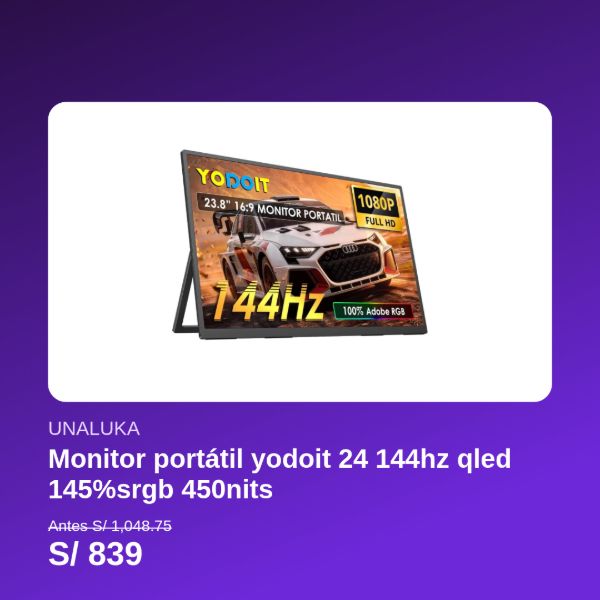 YODOIT
23.8" 16:9 MONITOR PORTATIL
1080P
FULL HD
144Hz
100% Adobe RGB
UNALUKA
Monitor portátil yodoit 24 144hz qled
145%srgb 450nits
Antes S/ 1,048.75
S/ 839